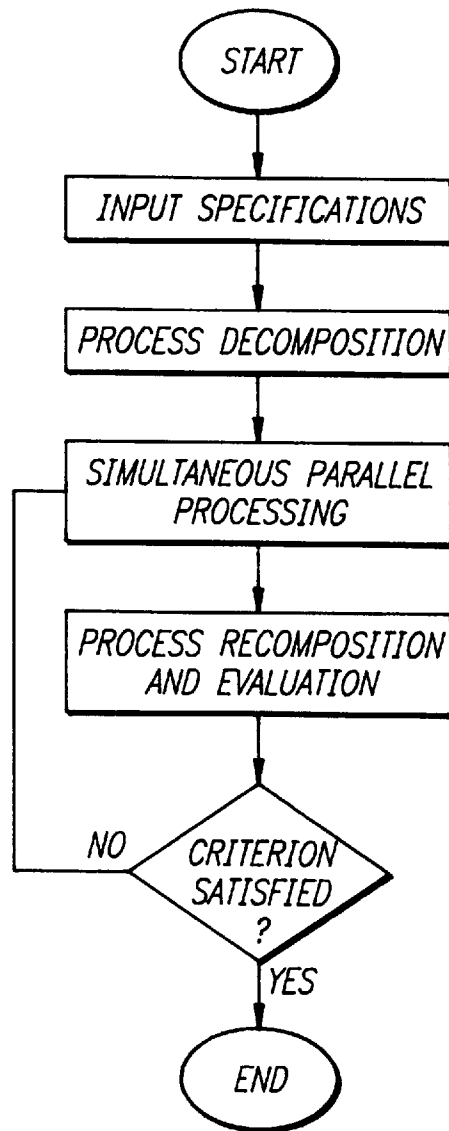 START
INPUT SPECIFICATIONS
PROCESS DECOMPOSITION
SIMULTANEOUS PARALLEL
PROCESSING
PROCESS RECOMPOSITION
AND EVALUATION
NO
CRITERION
SATISFIED
?
YES
END